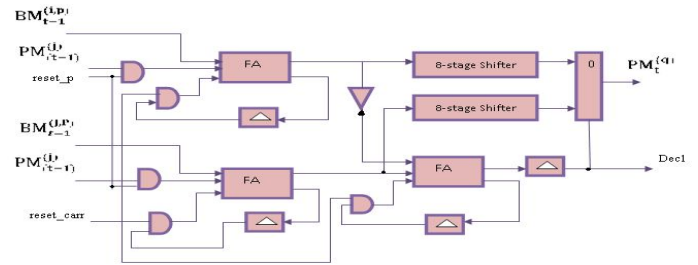 BM^{(i,p)}_{t-1}
PM^{(j)}_{(t-1)}
reset_p
BM^{(j,p)}_{t-1}
PM^{(j)}_{(t-1)}
reset_carr
FA
FA
FA
8-stage Shifter
8-stage Shifter
0
PM^{(q)}_{t}
Dec1